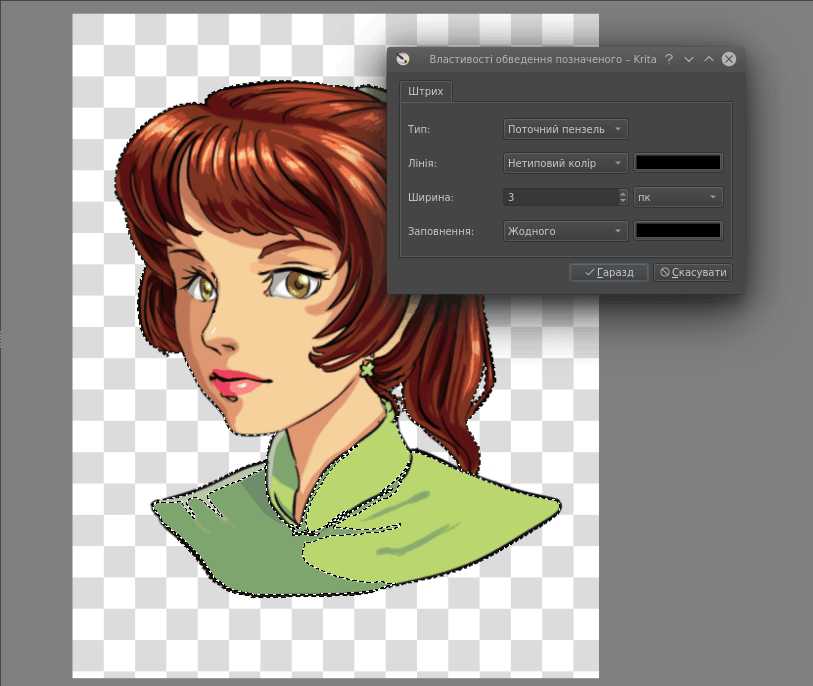 Властивості обведення позначеного – Krita
Штрих
Тип: Поточний пензель
Лінія: Нетиповий колір
Ширина: 3 пк
Заповнення: Жодного
Гаразд Скасувати